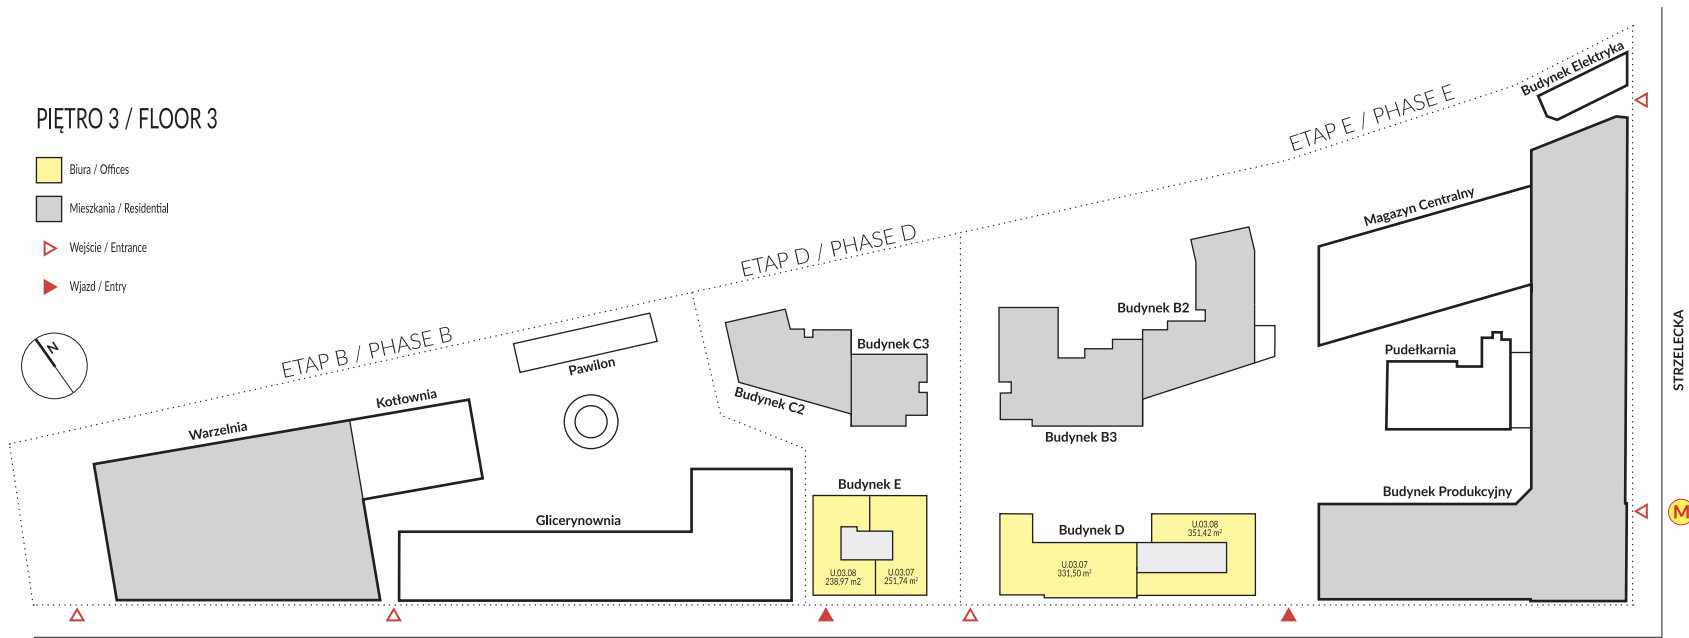 PIĘTRO 3 / FLOOR 3
Biura / Offices
Mieszkania / Residential
Wejście / Entrance
Wjazd / Entry
N
ETAP B / PHASE B
ETAP D / PHASE D
ETAP E / PHASE E
Budynek Elektryka
Magazyn Centralny
Budynek B2
Budynek C3
Pudełkarnia
STRZELECKA
Pawilon
Budynek C2
Kotłownia
Warzelnia
Budynek B3
Budynek E
Budynek Produkcyjny
Glicerynownia
Budynek D
U.03.08
351,42 m²
U.03.07
331,50 m²
U.03.08
238,97 m2
U.03.07
251,74 m²
M